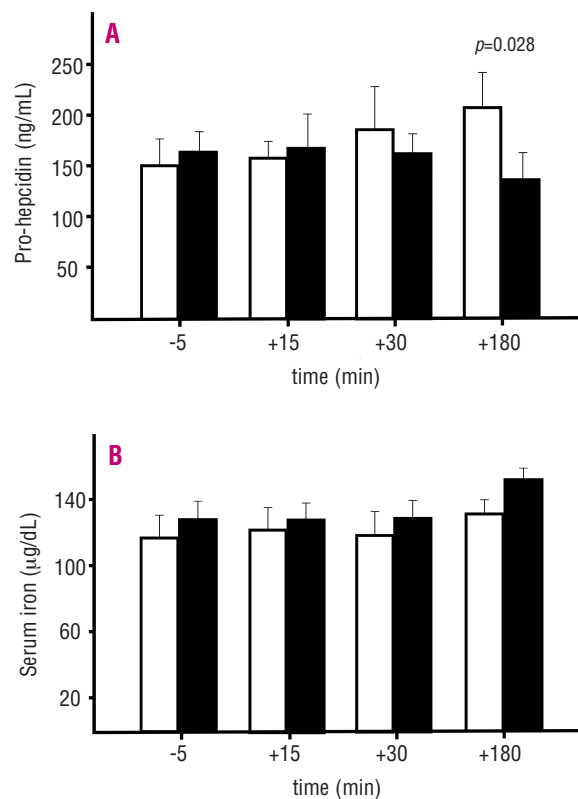 A
p=0.028
Pro-hepcidin (ng/mL)
250
200
150
100
50
-5 +15 +30 +180
time (min)
B
Serum iron (µg/dL)
140
100
60
20
-5 +15 +30 +180
time (min)